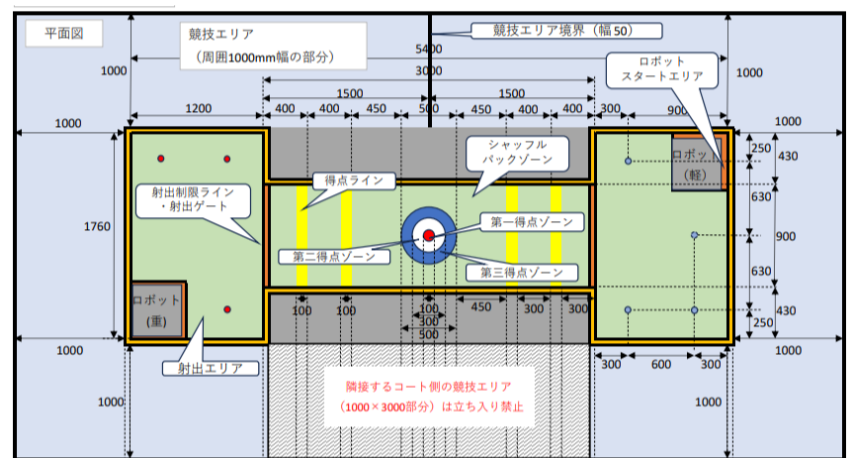 平面図
競技エリア
（周囲1000mm幅の部分）
競技エリア境界（幅50）
5400
3000
1000
1000
ロボット
スタートエリア
1500
1500
1200
400
400
450
500
450
400
400
300
900
1000
1000
シャッフル
パックゾーン
得点ライン
射出制限ライン
・射出ゲート
ロボット
（軽）
250
430
630
1760
第一得点ゾーン
第二得点ゾーン
第三得点ゾーン
900
630
ロボット
(重)
100
100
100
300
500
450
300
300
430
250
射出エリア
1000
1000
300
600
300
隣接するコート側の競技エリア
（1000×3000部分）は立ち入り禁止
1000
1000